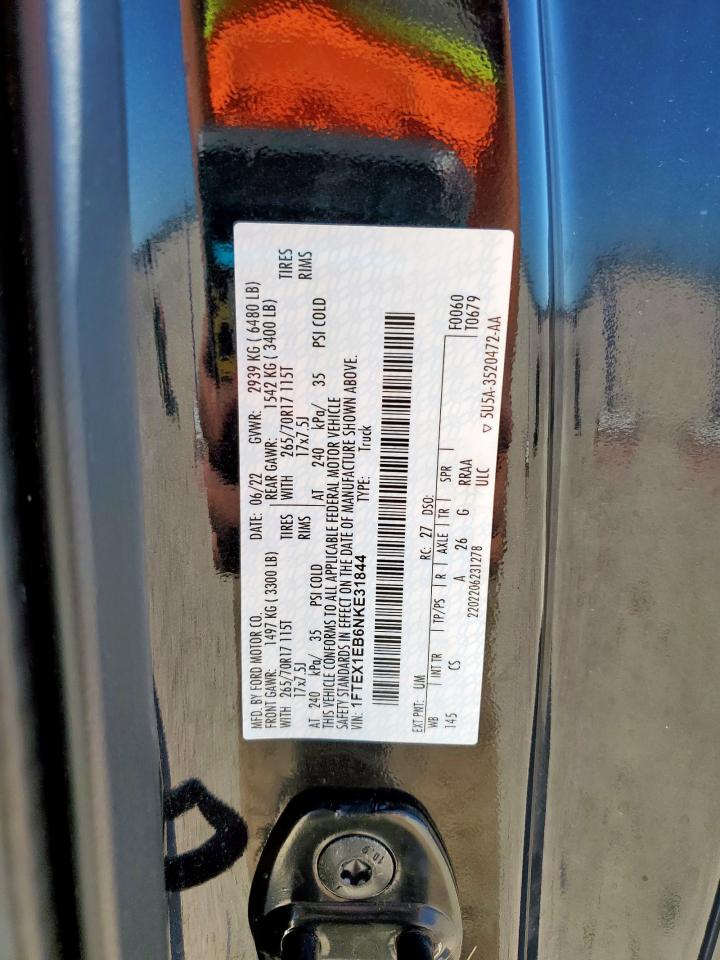 MFD. BY FORD MOTOR CO. DATE: 06/22 GVWR: 2939 KG ( 6480 LB)
FRONT GAWR: 1497 KG ( 3300 LB) REAR GAWR: 1542 KG ( 3400 LB)
WITH 265/70R17 115T TIRES WITH 265/70R17 115T TIRES
17x7.5J RIMS 17x7.5J RIMS
AT 240 kPa/ 35 PSI COLD AT 240 kPa/ 35 PSI COLD
THIS VEHICLE CONFORMS TO ALL APPLICABLE FEDERAL MOTOR VEHICLE
SAFETY STANDARDS IN EFFECT ON THE DATE OF MANUFACTURE SHOWN ABOVE.
VIN: 1FTEX1EB6NKE31844 TYPE: Truck
EXT PNT: UM RC: 27 DSO: F0060
WB INT TR TP/PS R AXLE TR SPR T0679
145 CS A 26 G RRAA
2202206231278 ULC ▽ 5U5A-3520472-AA
10.9